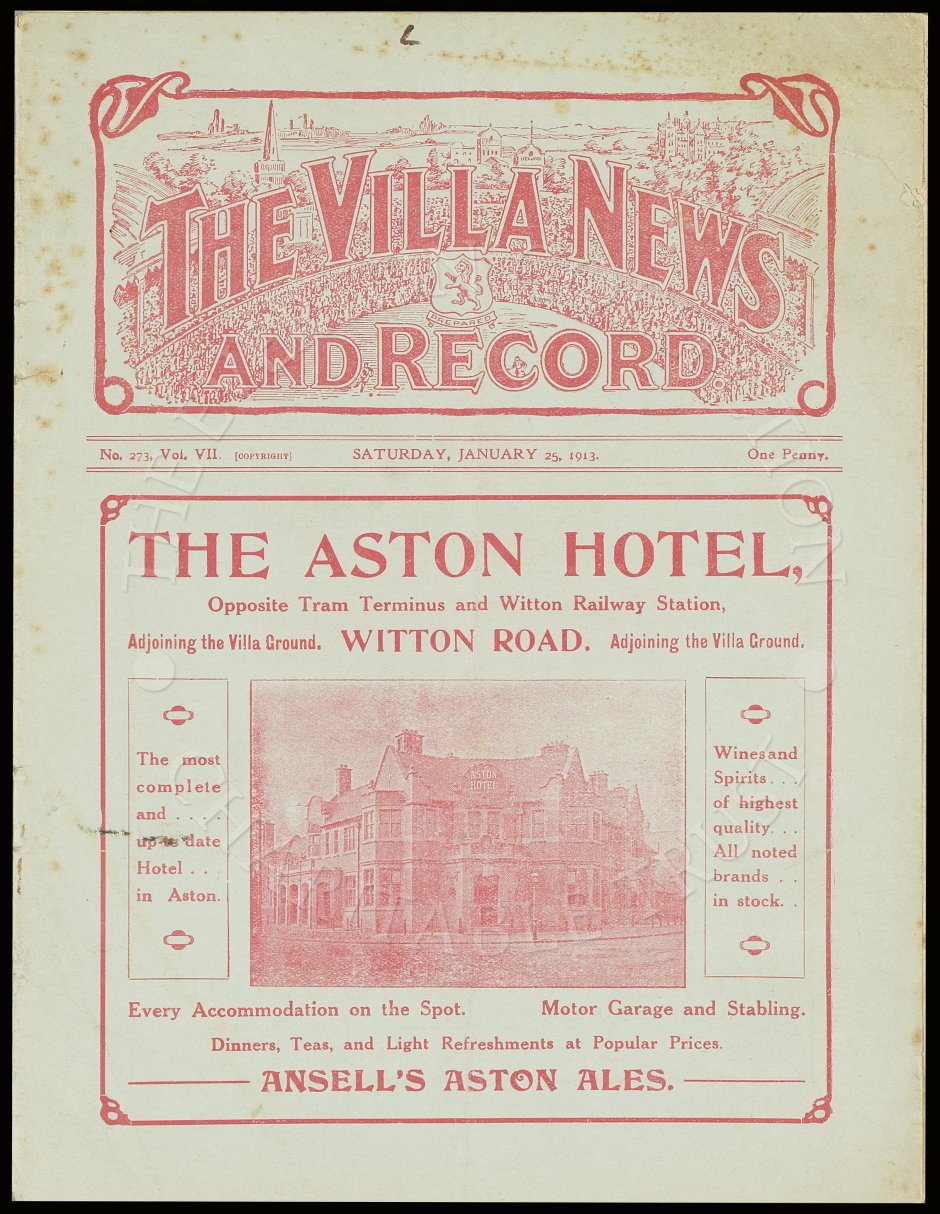 THE VILLA NEWS
PREPARED
AND RECORD.
No. 273. Vol. VII. [COPYRIGHT] SATURDAY, JANUARY 25, 1913. One Penny.
THE ASTON HOTEL,
Opposite Tram Terminus and Witton Railway Station,
Adjoining the Villa Ground. WITTON ROAD. Adjoining the Villa Ground.
The most
complete
and . . . .
up to date
Hotel . . .
in Aston.
ASTON
HOTEL
Wines and
Spirits . . .
of highest
quality. . .
All noted
brands . .
in stock. .
Every Accommodation on the Spot. Motor Garage and Stabling.
Dinners, Teas, and Light Refreshments at Popular Prices.
ANSELL'S ASTON ALES.
CHARITABLE TRUST